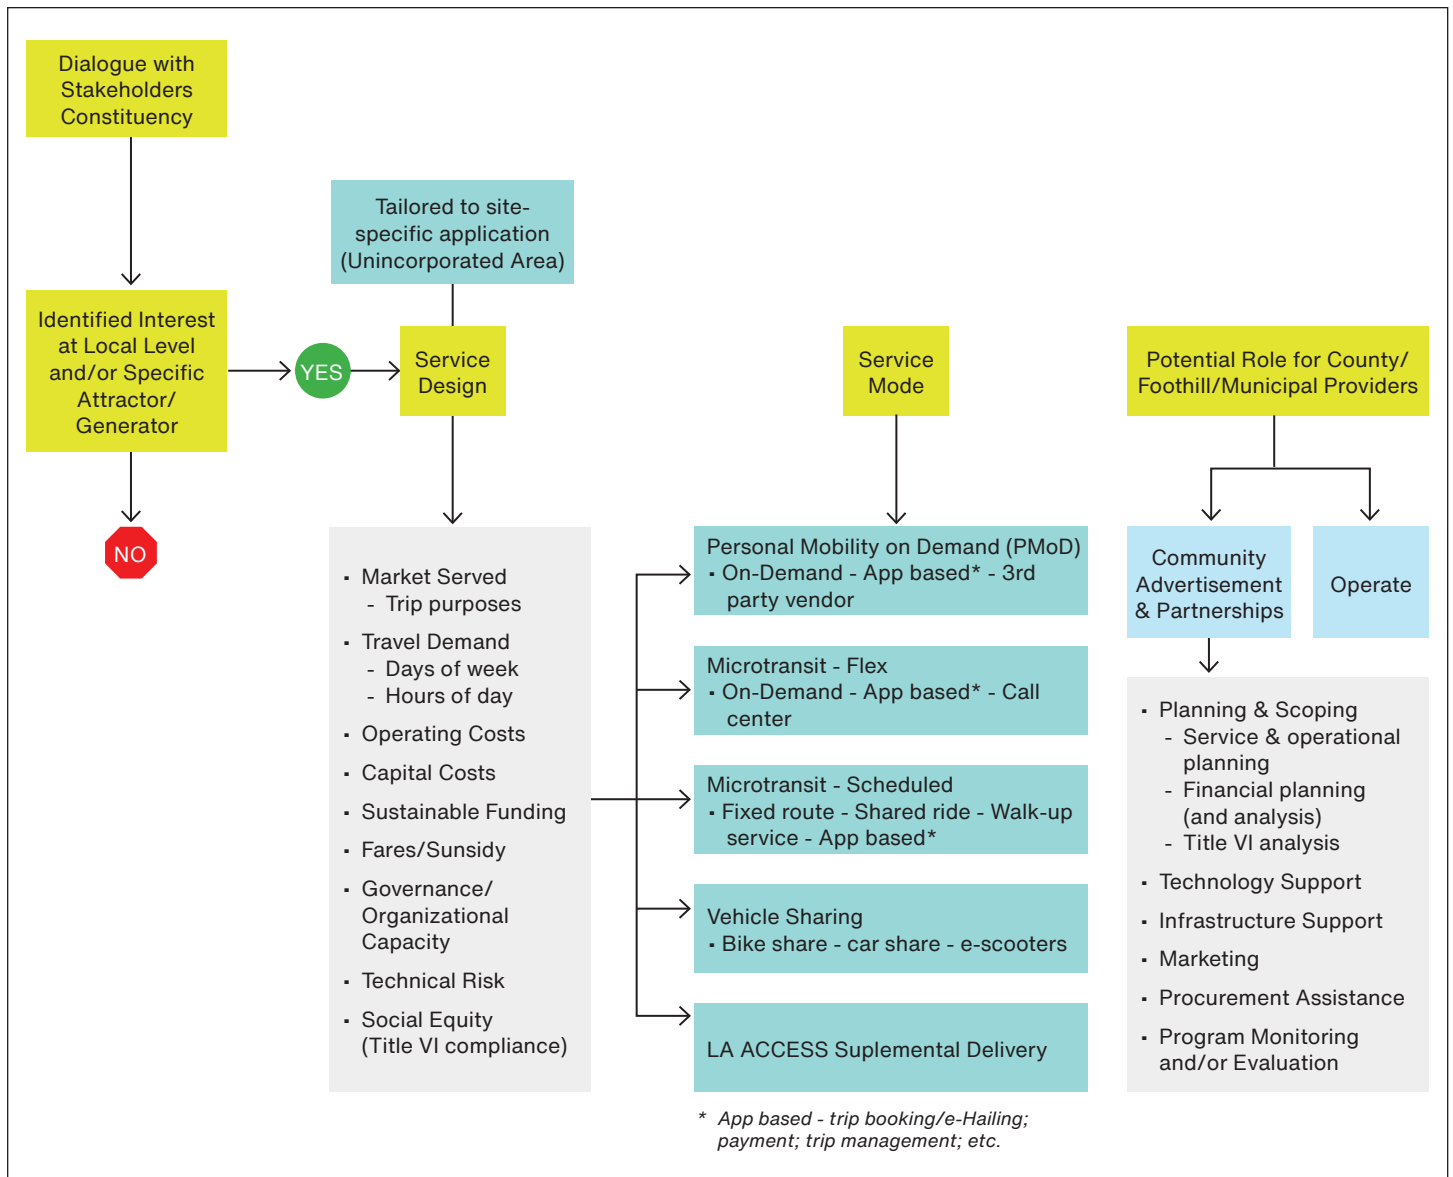 Dialogue with
Stakeholders
Constituency
Identified Interest
at Local Level
and/or Specific
Attractor/
Generator
NO
YES
Tailored to site-
specific application
(Unincorporated Area)
Service
Design
▪ Market Served
- Trip purposes
▪ Travel Demand
- Days of week
- Hours of day
▪ Operating Costs
▪ Capital Costs
▪ Sustainable Funding
▪ Fares/Sunsidy
▪ Governance/
Organizational
Capacity
▪ Technical Risk
▪ Social Equity
(Title VI compliance)
Service
Mode
Personal Mobility on Demand (PMoD)
▪ On-Demand - App based* - 3rd
party vendor
Microtransit - Flex
▪ On-Demand - App based* - Call
center
Microtransit - Scheduled
▪ Fixed route - Shared ride - Walk-up
service - App based*
Vehicle Sharing
▪ Bike share - car share - e-scooters
LA ACCESS Suplemental Delivery
* App based - trip booking/e-Hailing;
payment; trip management; etc.
Potential Role for County/
Foothill/Municipal Providers
Community
Advertisement
& Partnerships
Operate
▪ Planning & Scoping
- Service & operational
planning
- Financial planning
(and analysis)
- Title VI analysis
▪ Technology Support
▪ Infrastructure Support
▪ Marketing
▪ Procurement Assistance
▪ Program Monitoring
and/or Evaluation